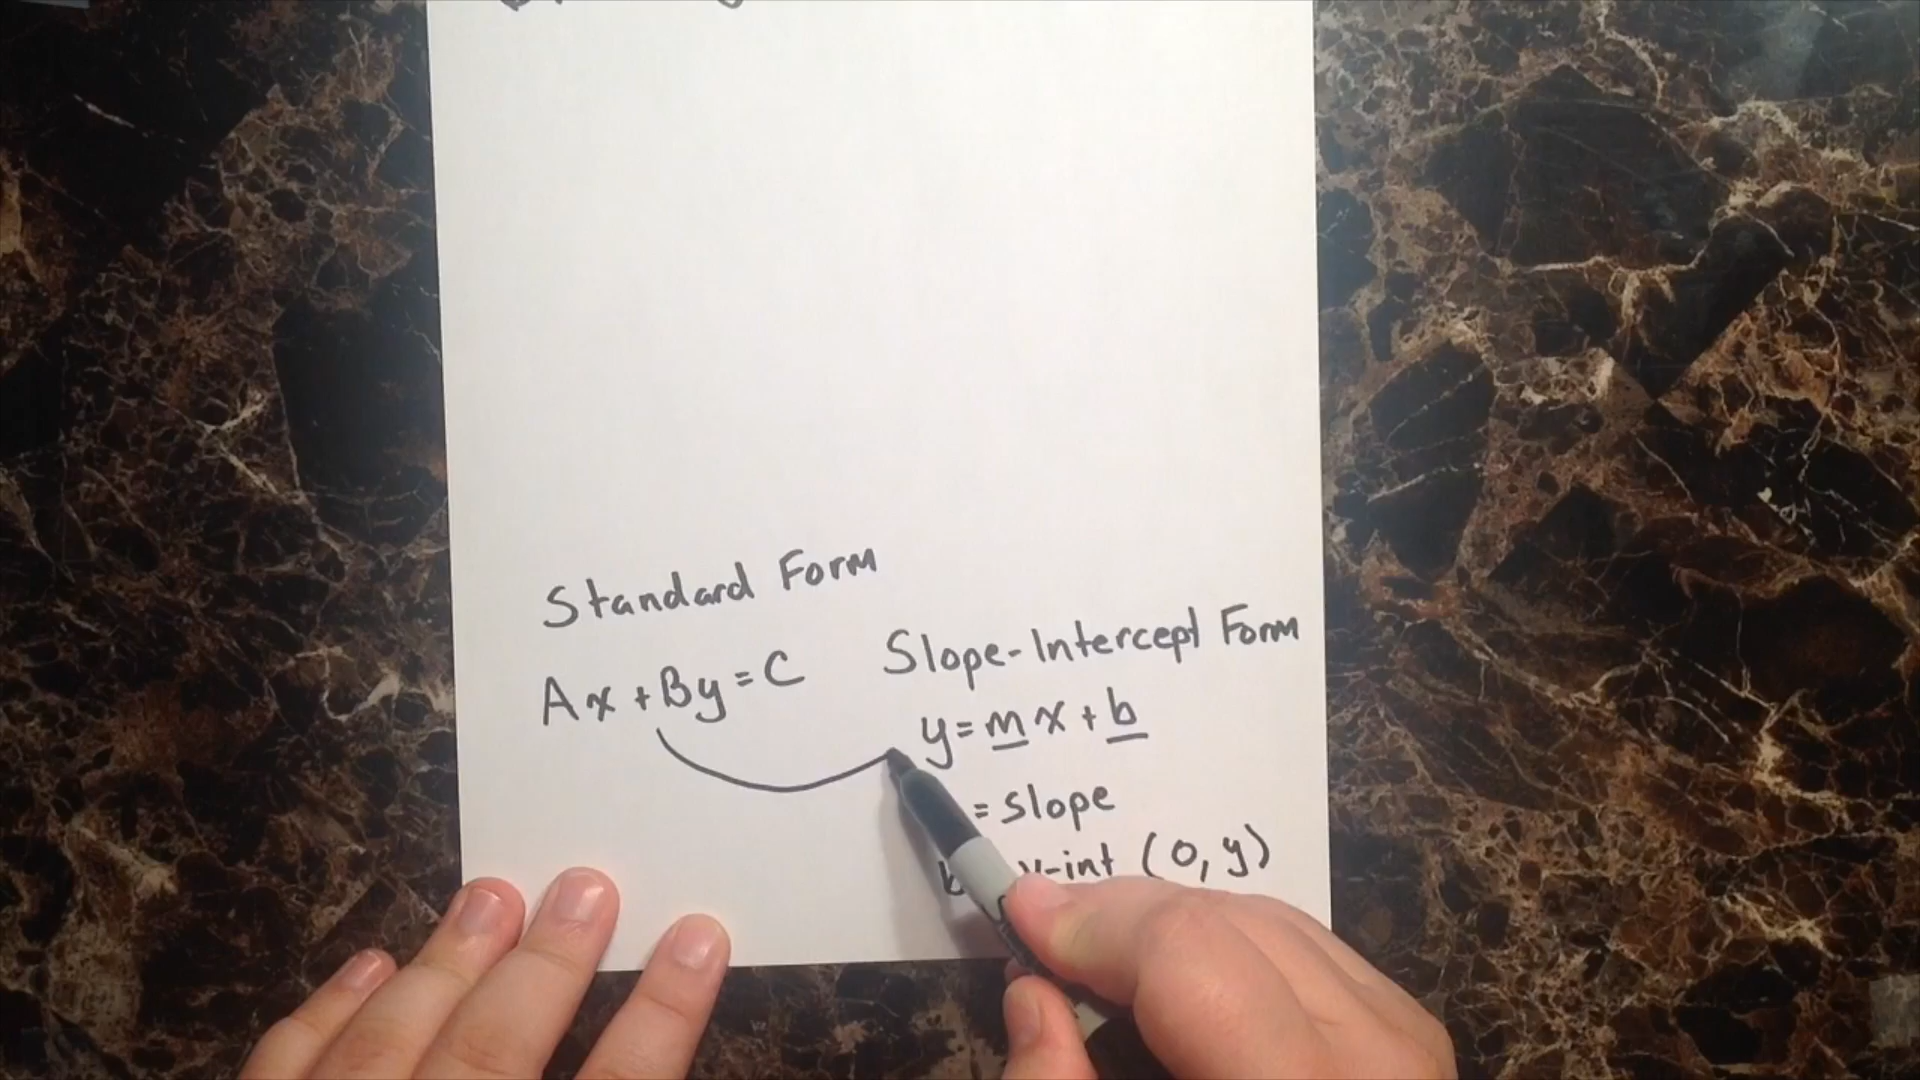 Standard Form
Ax + By = C
Slope-Intercept Form
y = mx + b
= slope
b y-int (0, y)